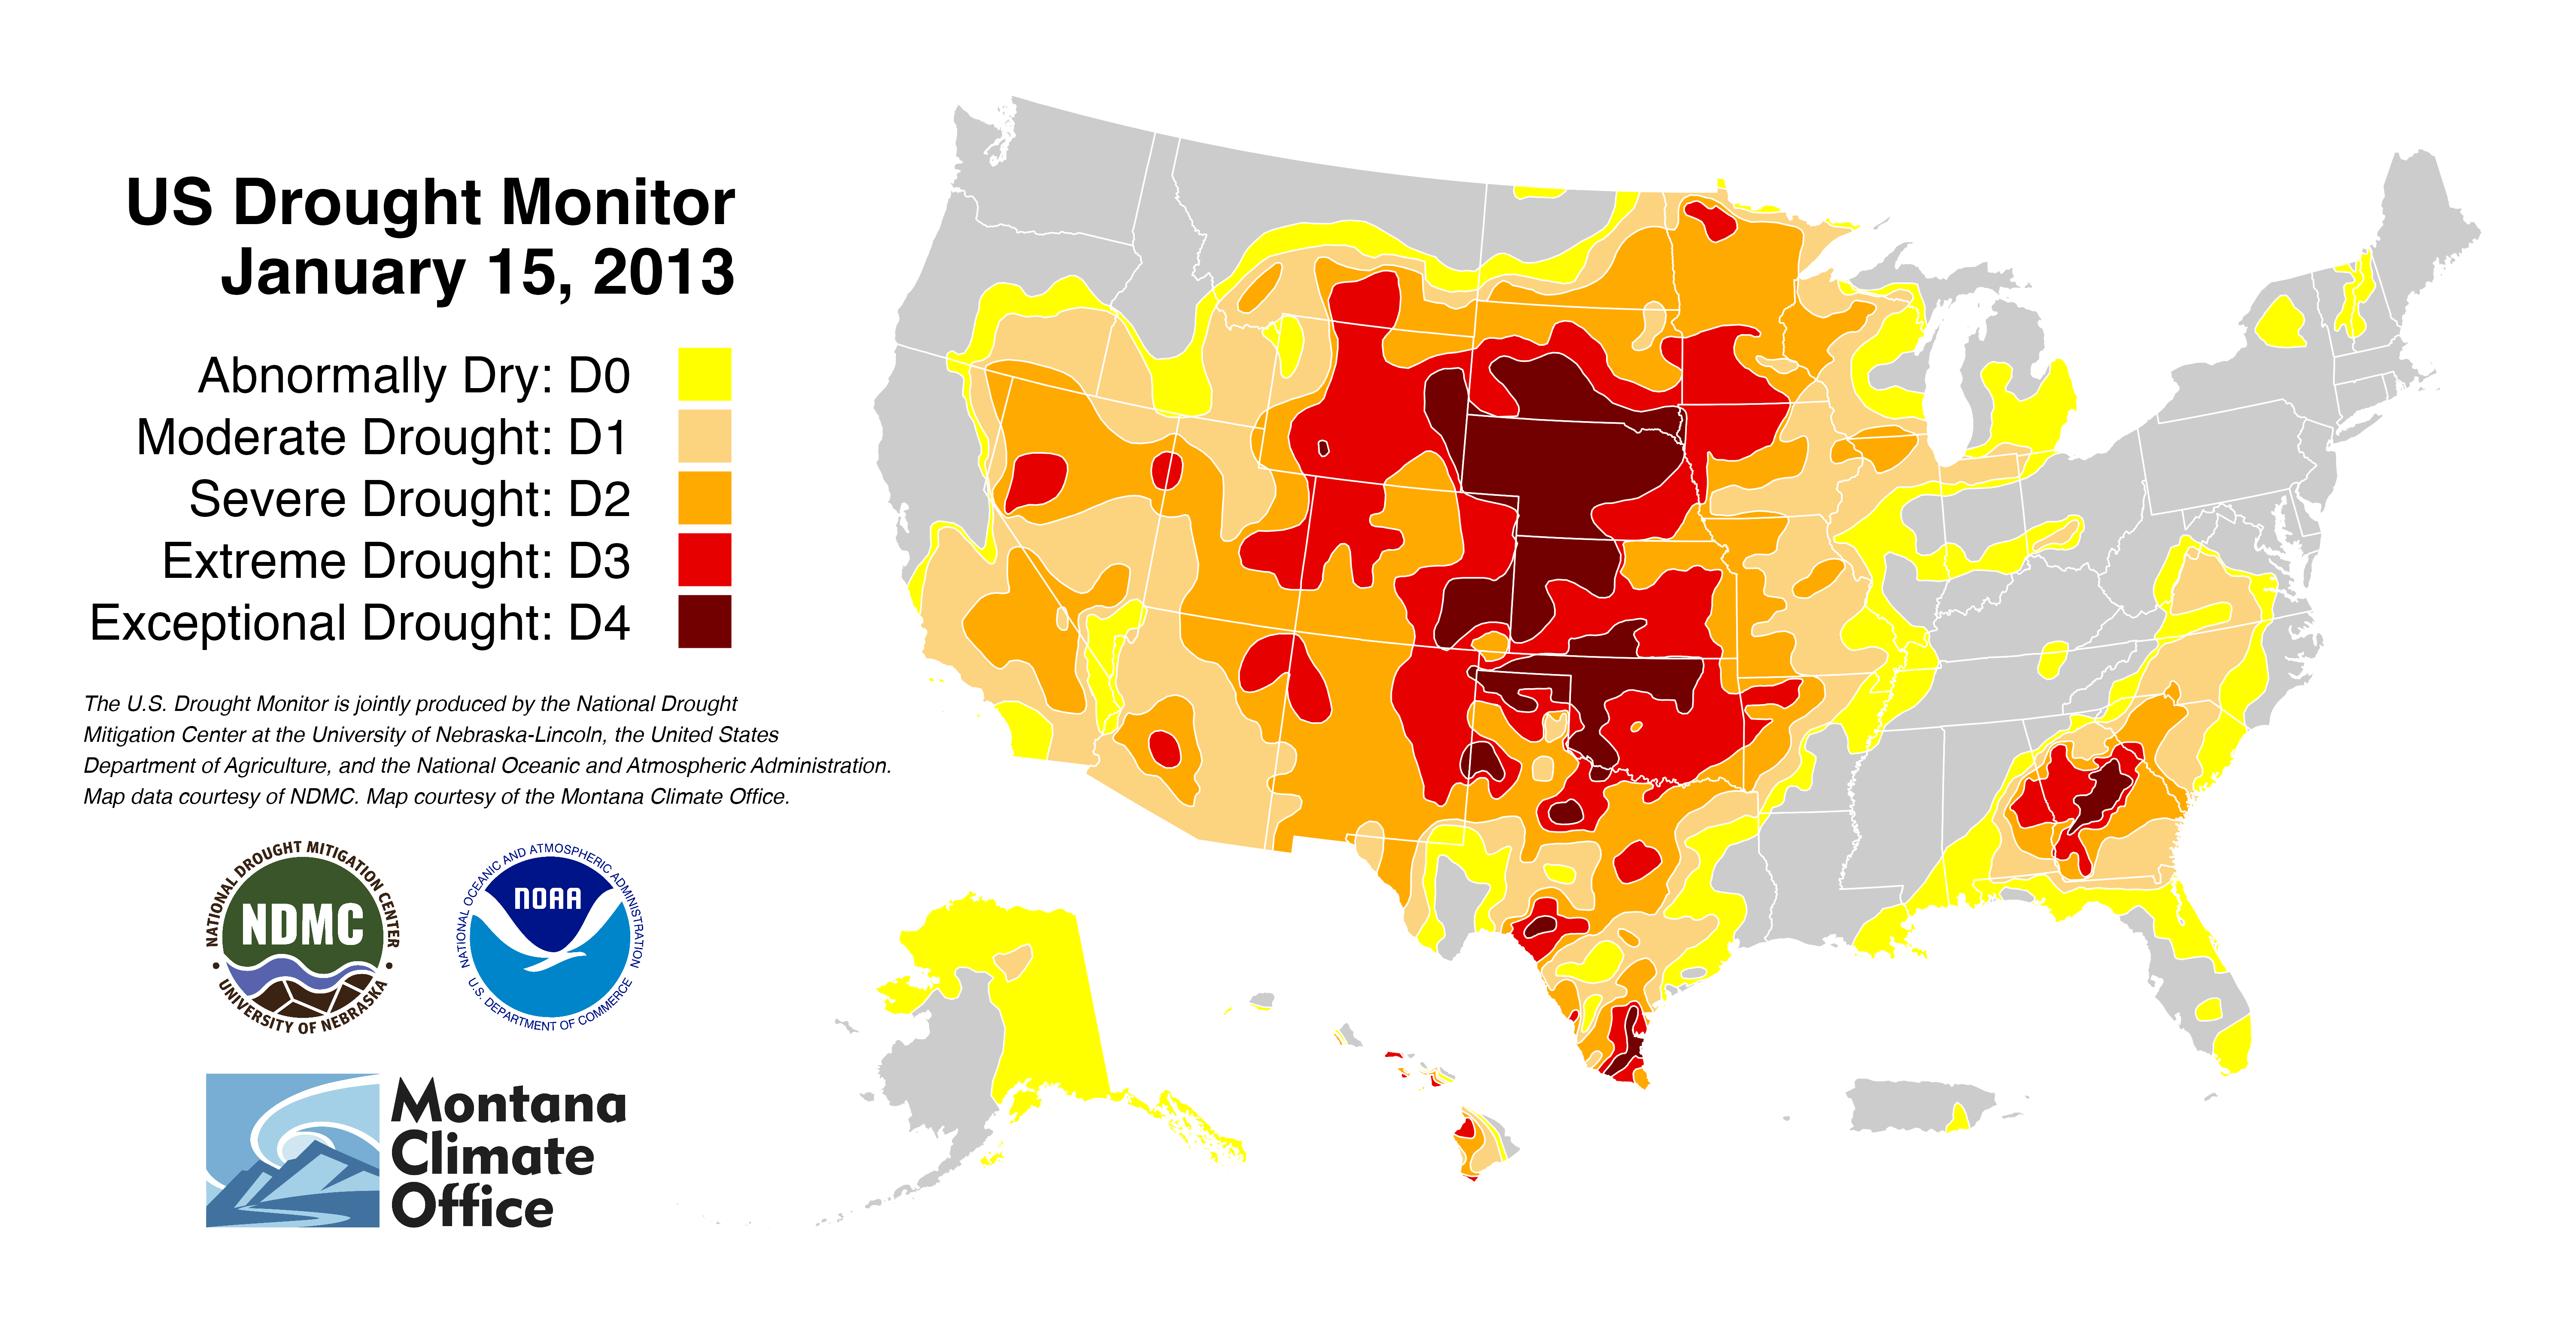 US Drought Monitor
January 15, 2013
Abnormally Dry: D0
Moderate Drought: D1
Severe Drought: D2
Extreme Drought: D3
Exceptional Drought: D4
The U.S. Drought Monitor is jointly produced by the National Drought
Mitigation Center at the University of Nebraska-Lincoln, the United States
Department of Agriculture, and the National Oceanic and Atmospheric Administration.
Map data courtesy of NDMC. Map courtesy of the Montana Climate Office.
NATIONAL DROUGHT MITIGATION CENTER
NDMC
• UNIVERSITY OF NEBRASKA •
NATIONAL OCEANIC AND ATMOSPHERIC ADMINISTRATION
NOAA
U.S. DEPARTMENT OF COMMERCE
Montana
Climate
Office